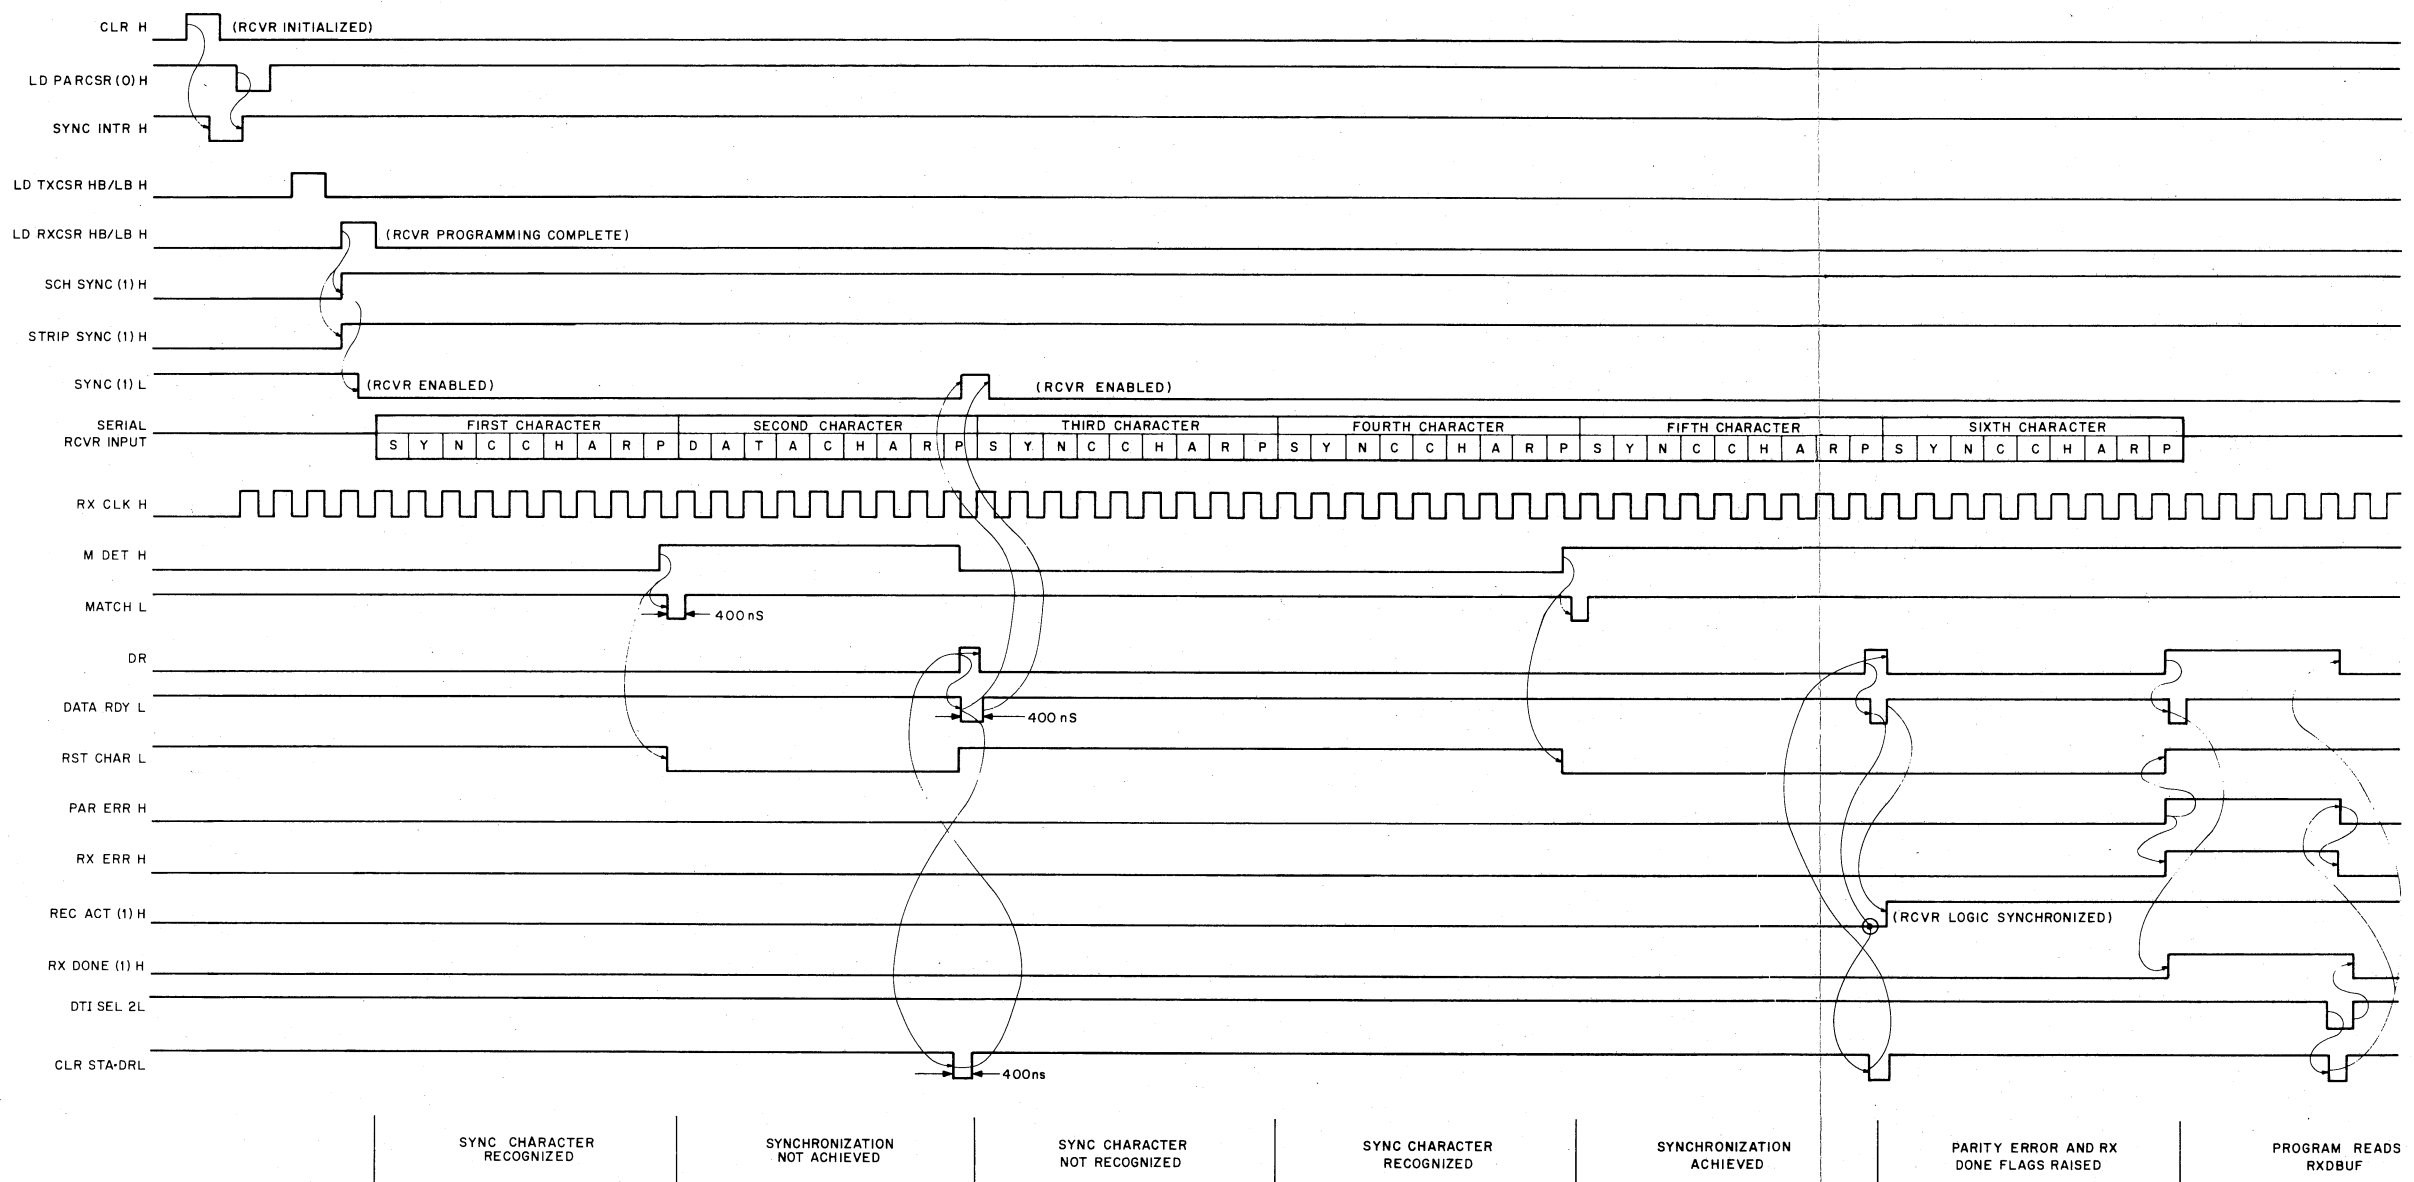 CLR H
(RCVR INITIALIZED)
LD PARCSR (0) H
SYNC INTR H
LD TXCSR HB/LB H
LD RXCSR HB/LB H
(RCVR PROGRAMMING COMPLETE)
SCH SYNC (1) H
STRIP SYNC (1) H
SYNC (1) L
(RCVR ENABLED)
(RCVR ENABLED)
SERIAL
RCVR INPUT
FIRST CHARACTER
SECOND CHARACTER
THIRD CHARACTER
FOURTH CHARACTER
FIFTH CHARACTER
SIXTH CHARACTER
S Y N C C H A R P D A T A C H A R P S Y N C C H A R P S Y N C C H A R P S Y N C C H A R P S Y N C C H A R P
RX CLK H
M DET H
MATCH L
400 nS
DR
DATA RDY L
400 nS
RST CHAR L
PAR ERR H
RX ERR H
REC ACT (1) H
(RCVR LOGIC SYNCHRONIZED)
RX DONE (1) H
DTI SEL 2L
CLR STA•DRL
400ns
SYNC CHARACTER
RECOGNIZED
SYNCHRONIZATION
NOT ACHIEVED
SYNC CHARACTER
NOT RECOGNIZED
SYNC CHARACTER
RECOGNIZED
SYNCHRONIZATION
ACHIEVED
PARITY ERROR AND RX
DONE FLAGS RAISED
PROGRAM READS
RXDBUF